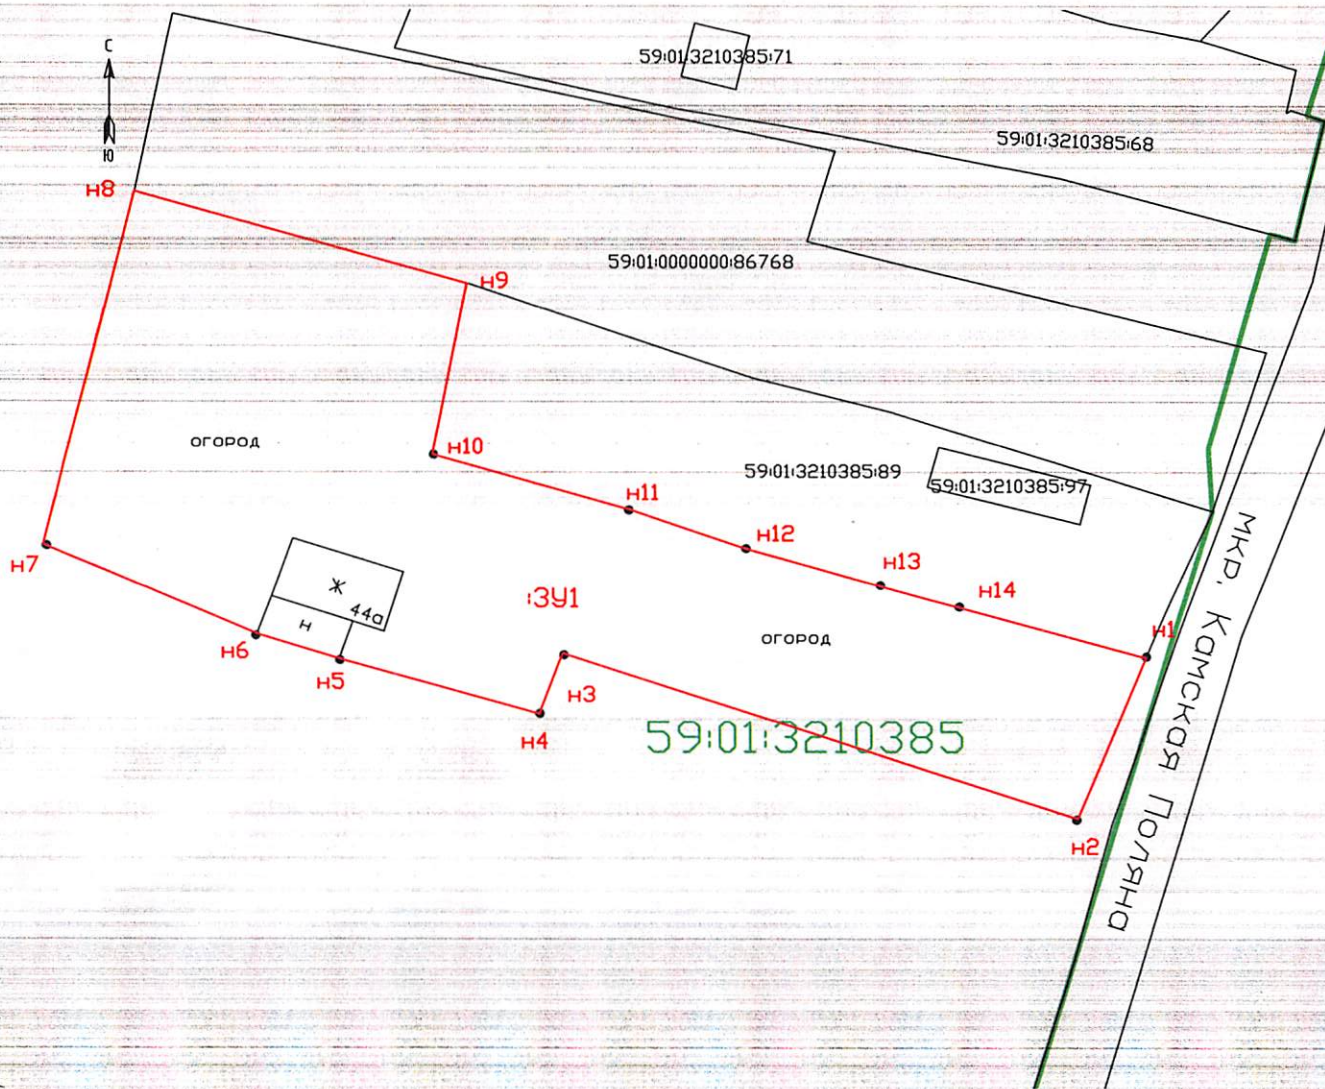 С
59:01:3210385:71
59:01:3210385:68
Ю
н8
59:01:0000000:86768
н9
огород
н10
59:01:3210385:89
59:01:3210385:97
н11
н12
н7
н13
Ж
44а
н
:ЗУ1
н14
огород
н1
н6
н5
н3
н4
59:01:3210385
н2
мкр. Камская Поляна